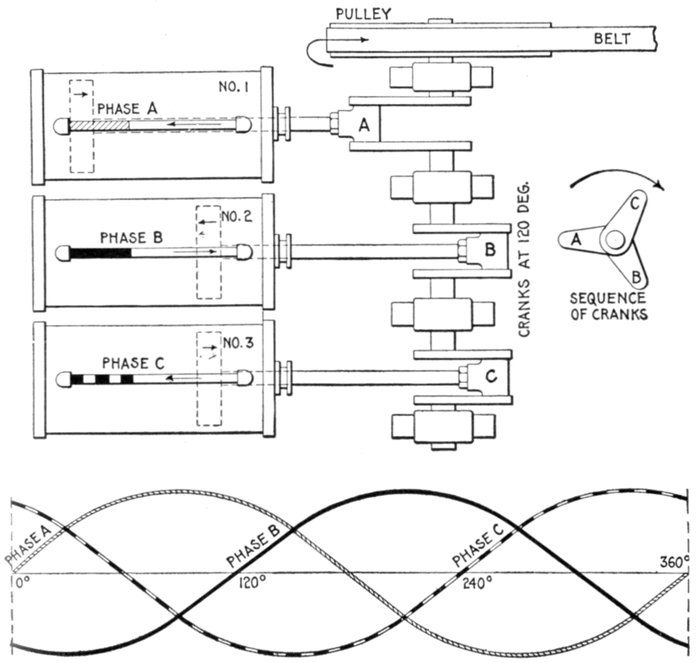 PULLEY
BELT
NO. 1
PHASE A
A
NO. 2
PHASE B
B
NO. 3
PHASE C
C
CRANKS AT 120 DEG.
A
C
B
SEQUENCE
OF CRANKS
PHASE A
PHASE B
PHASE C
0°
120°
240°
360°